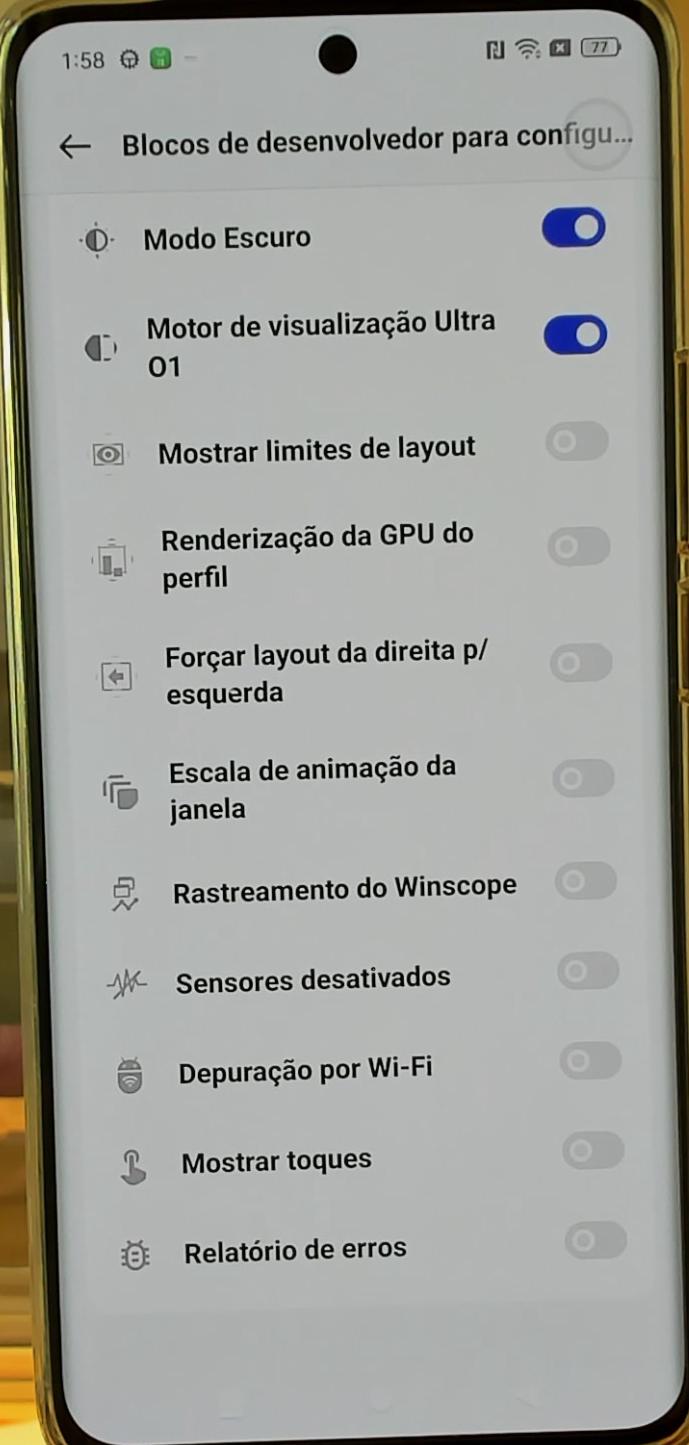 1:58
77
Blocos de desenvolvedor para configu...
Modo Escuro
Motor de visualização Ultra
O1
Mostrar limites de layout
Renderização da GPU do
perfil
Forçar layout da direita p/
esquerda
Escala de animação da
janela
Rastreamento do Winscope
Sensores desativados
Depuração por Wi-Fi
Mostrar toques
Relatório de erros